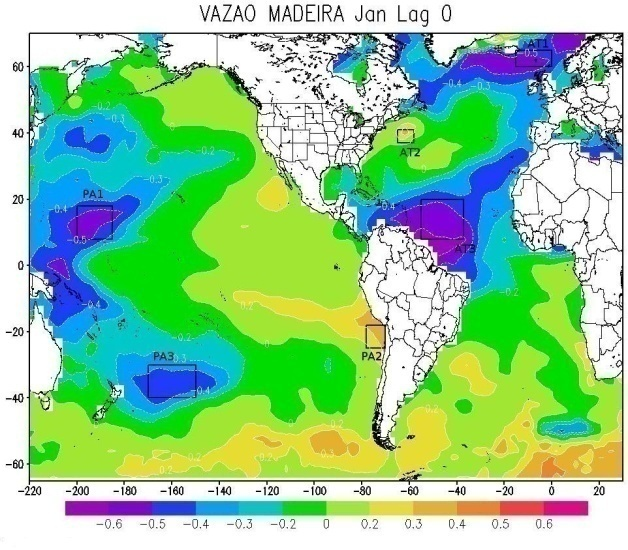 VAZAO MADEIRA Jan Lag 0
60
40
20
0
-20
-40
-60
AT1
AT2
AT3
PA1
PA2
PA3
-220 -200 -180 -160 -140 -120 -100 -80 -60 -40 -20 0 20
-0.6 -0.5 -0.4 -0.3 -0.2 0 0.2 0.3 0.4 0.5 0.6